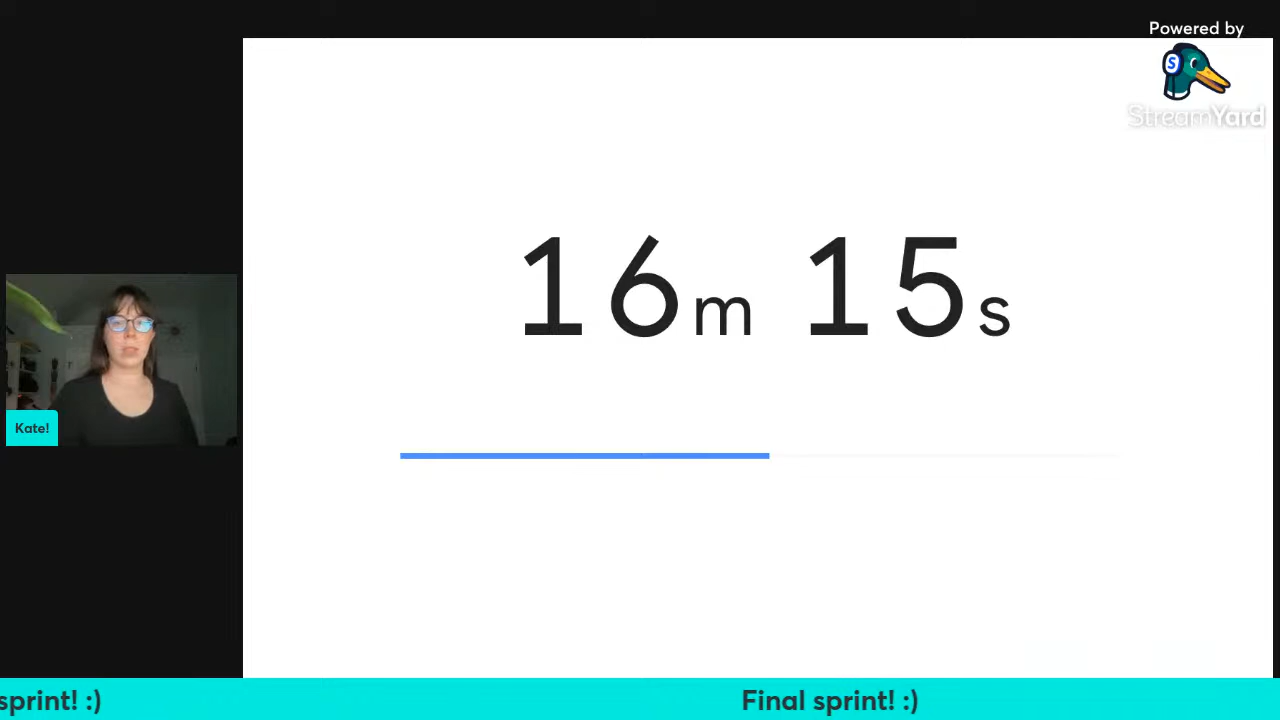 Powered by
S
StreamYard
16m 15s
Kate!
sprint! :)
Final sprint! :)